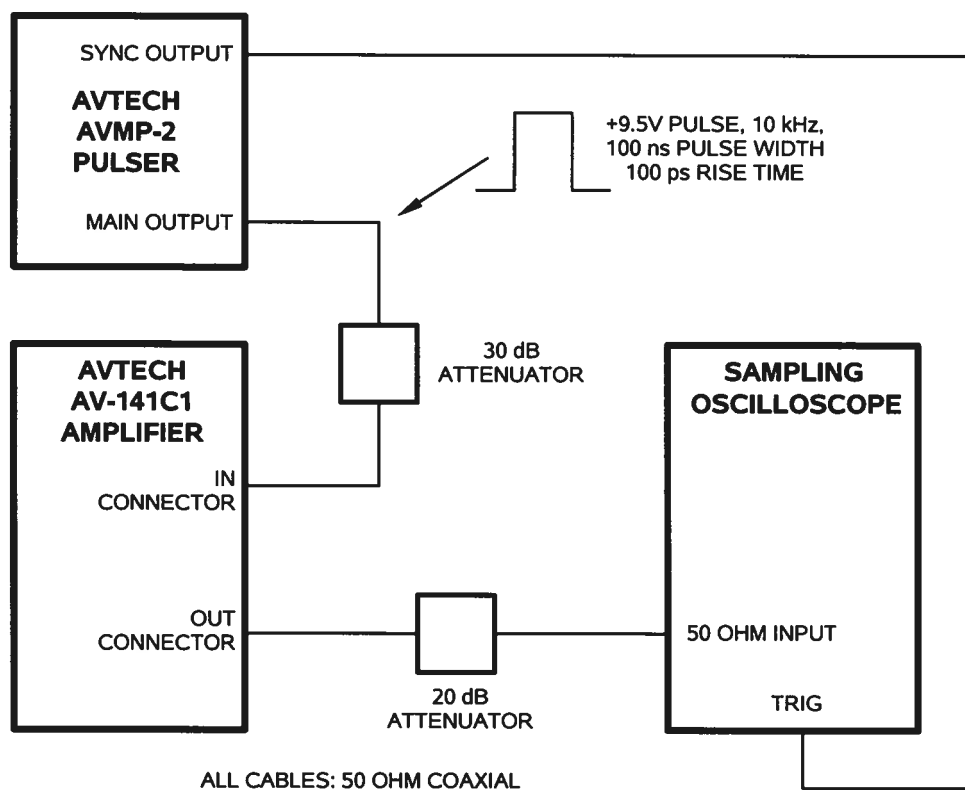 SYNC OUTPUT
AVTECH
AVMP-2
PULSER
MAIN OUTPUT
+9.5V PULSE, 10 kHz,
100 ns PULSE WIDTH
100 ps RISE TIME
30 dB
ATTENUATOR
AVTECH
AV-141C1
AMPLIFIER
IN
CONNECTOR
OUT
CONNECTOR
20 dB
ATTENUATOR
SAMPLING
OSCILLOSCOPE
50 OHM INPUT
TRIG
ALL CABLES: 50 OHM COAXIAL